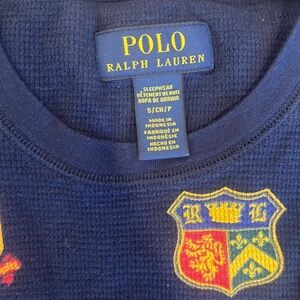 POLO
RALPH LAUREN
SLEEPWEAR
VÊTEMENT DE NUIT
ROPA DE DORMIR
S/CH/P
MADE IN
INDONESIA
FABRIQUÉ EN
INDONÉSIE
HECHO EN
INDONESIA
R L